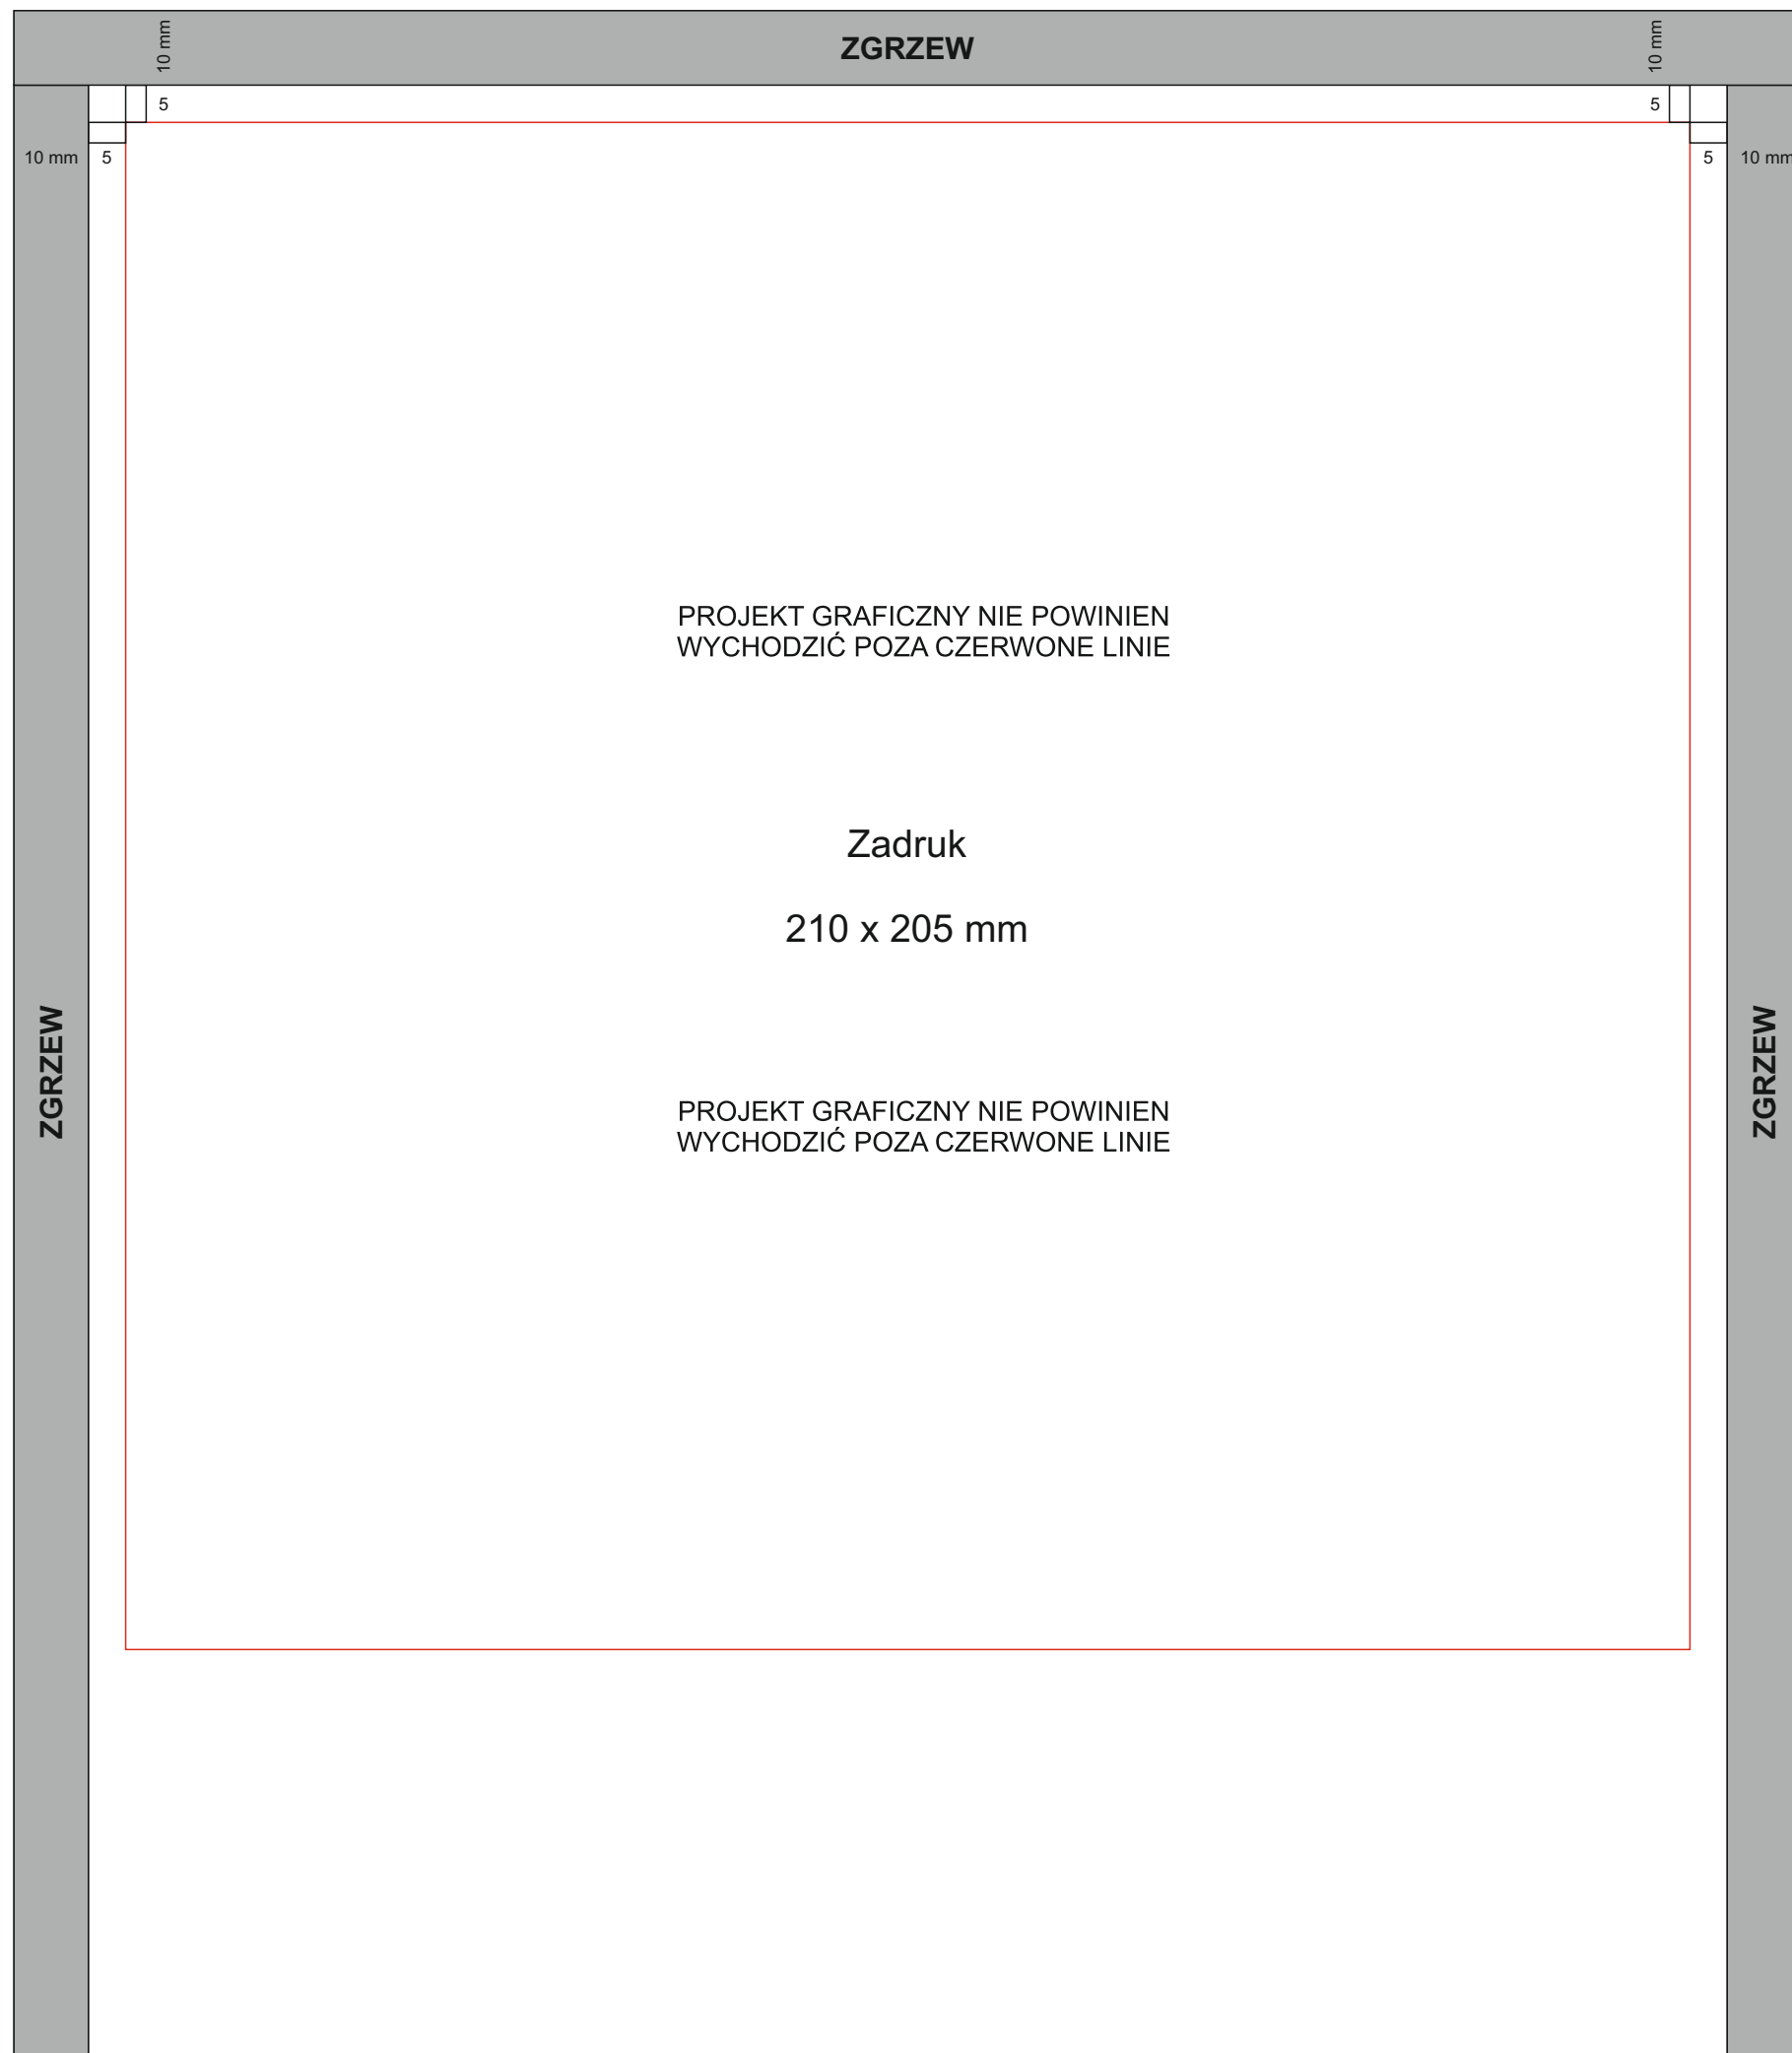 10 mm
ZGRZEW
10 mm
5
5
10 mm
5
5
10 mm
PROJEKT GRAFICZNY NIE POWINIEN
WYCHODZIĆ POZA CZERWONE LINIE
Zadruk
210 x 205 mm
ZGRZEW
ZGRZEW
PROJEKT GRAFICZNY NIE POWINIEN
WYCHODZIĆ POZA CZERWONE LINIE